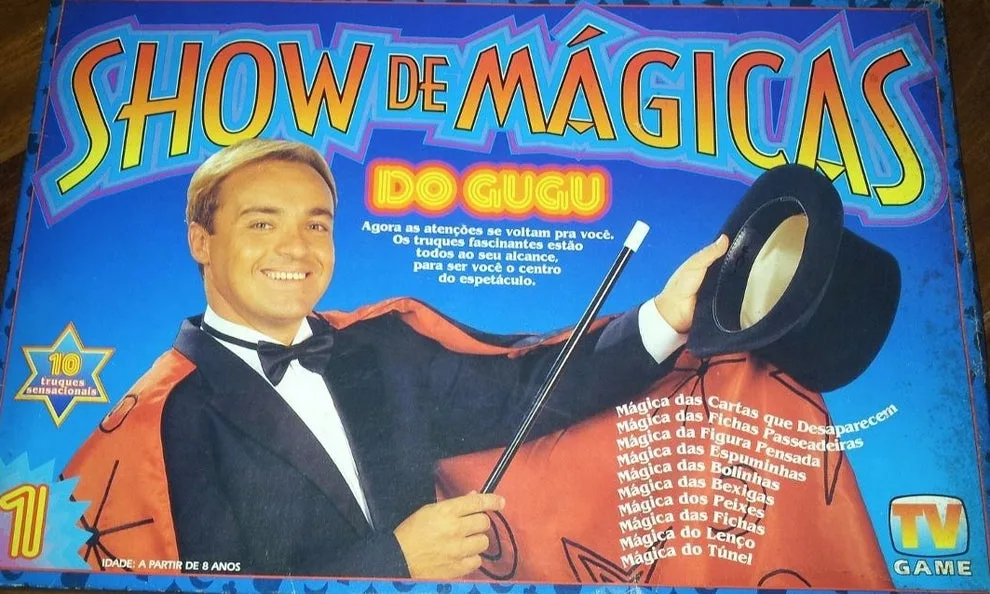 SHOW DE MÁGICAS
DO GUGU
Agora as atenções se voltam pra você.
Os truques fascinantes estão
todos ao seu alcance,
para ser você o centro
do espetáculo.
10
truques
sensacionais
Mágica das Cartas que Desaparecem
Mágica das Fichas Passeadeiras
Mágica da Figura Pensada
Mágica das Espuminhas
Mágica das Bolinhas
Mágica das Bexigas
Mágica dos Peixes
Mágica das Fichas
Mágica do Lenço
Mágica do Túnel
1
IDADE: A PARTIR DE 8 ANOS
TV
GAME